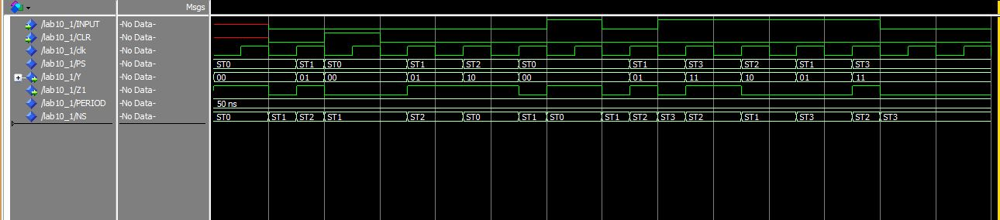 Msgs
/lab10_1/INPUT -No Data-
/lab10_1/CLR -No Data-
/lab10_1/clk -No Data-
/lab10_1/PS -No Data- ST0 ST1 ST0 ST1 ST2 ST0 ST1 ST3 ST2 ST1 ST3
/lab10_1/Y -No Data- 00 01 00 01 10 00 01 11 10 01 11
/lab10_1/Z1 -No Data-
/lab10_1/PERIOD -No Data- 50 ns
/lab10_1/NS -No Data- ST0 ST1 ST2 ST1 ST2 ST0 ST1 ST0 ST1 ST2 ST3 ST2 ST1 ST3 ST2 ST3